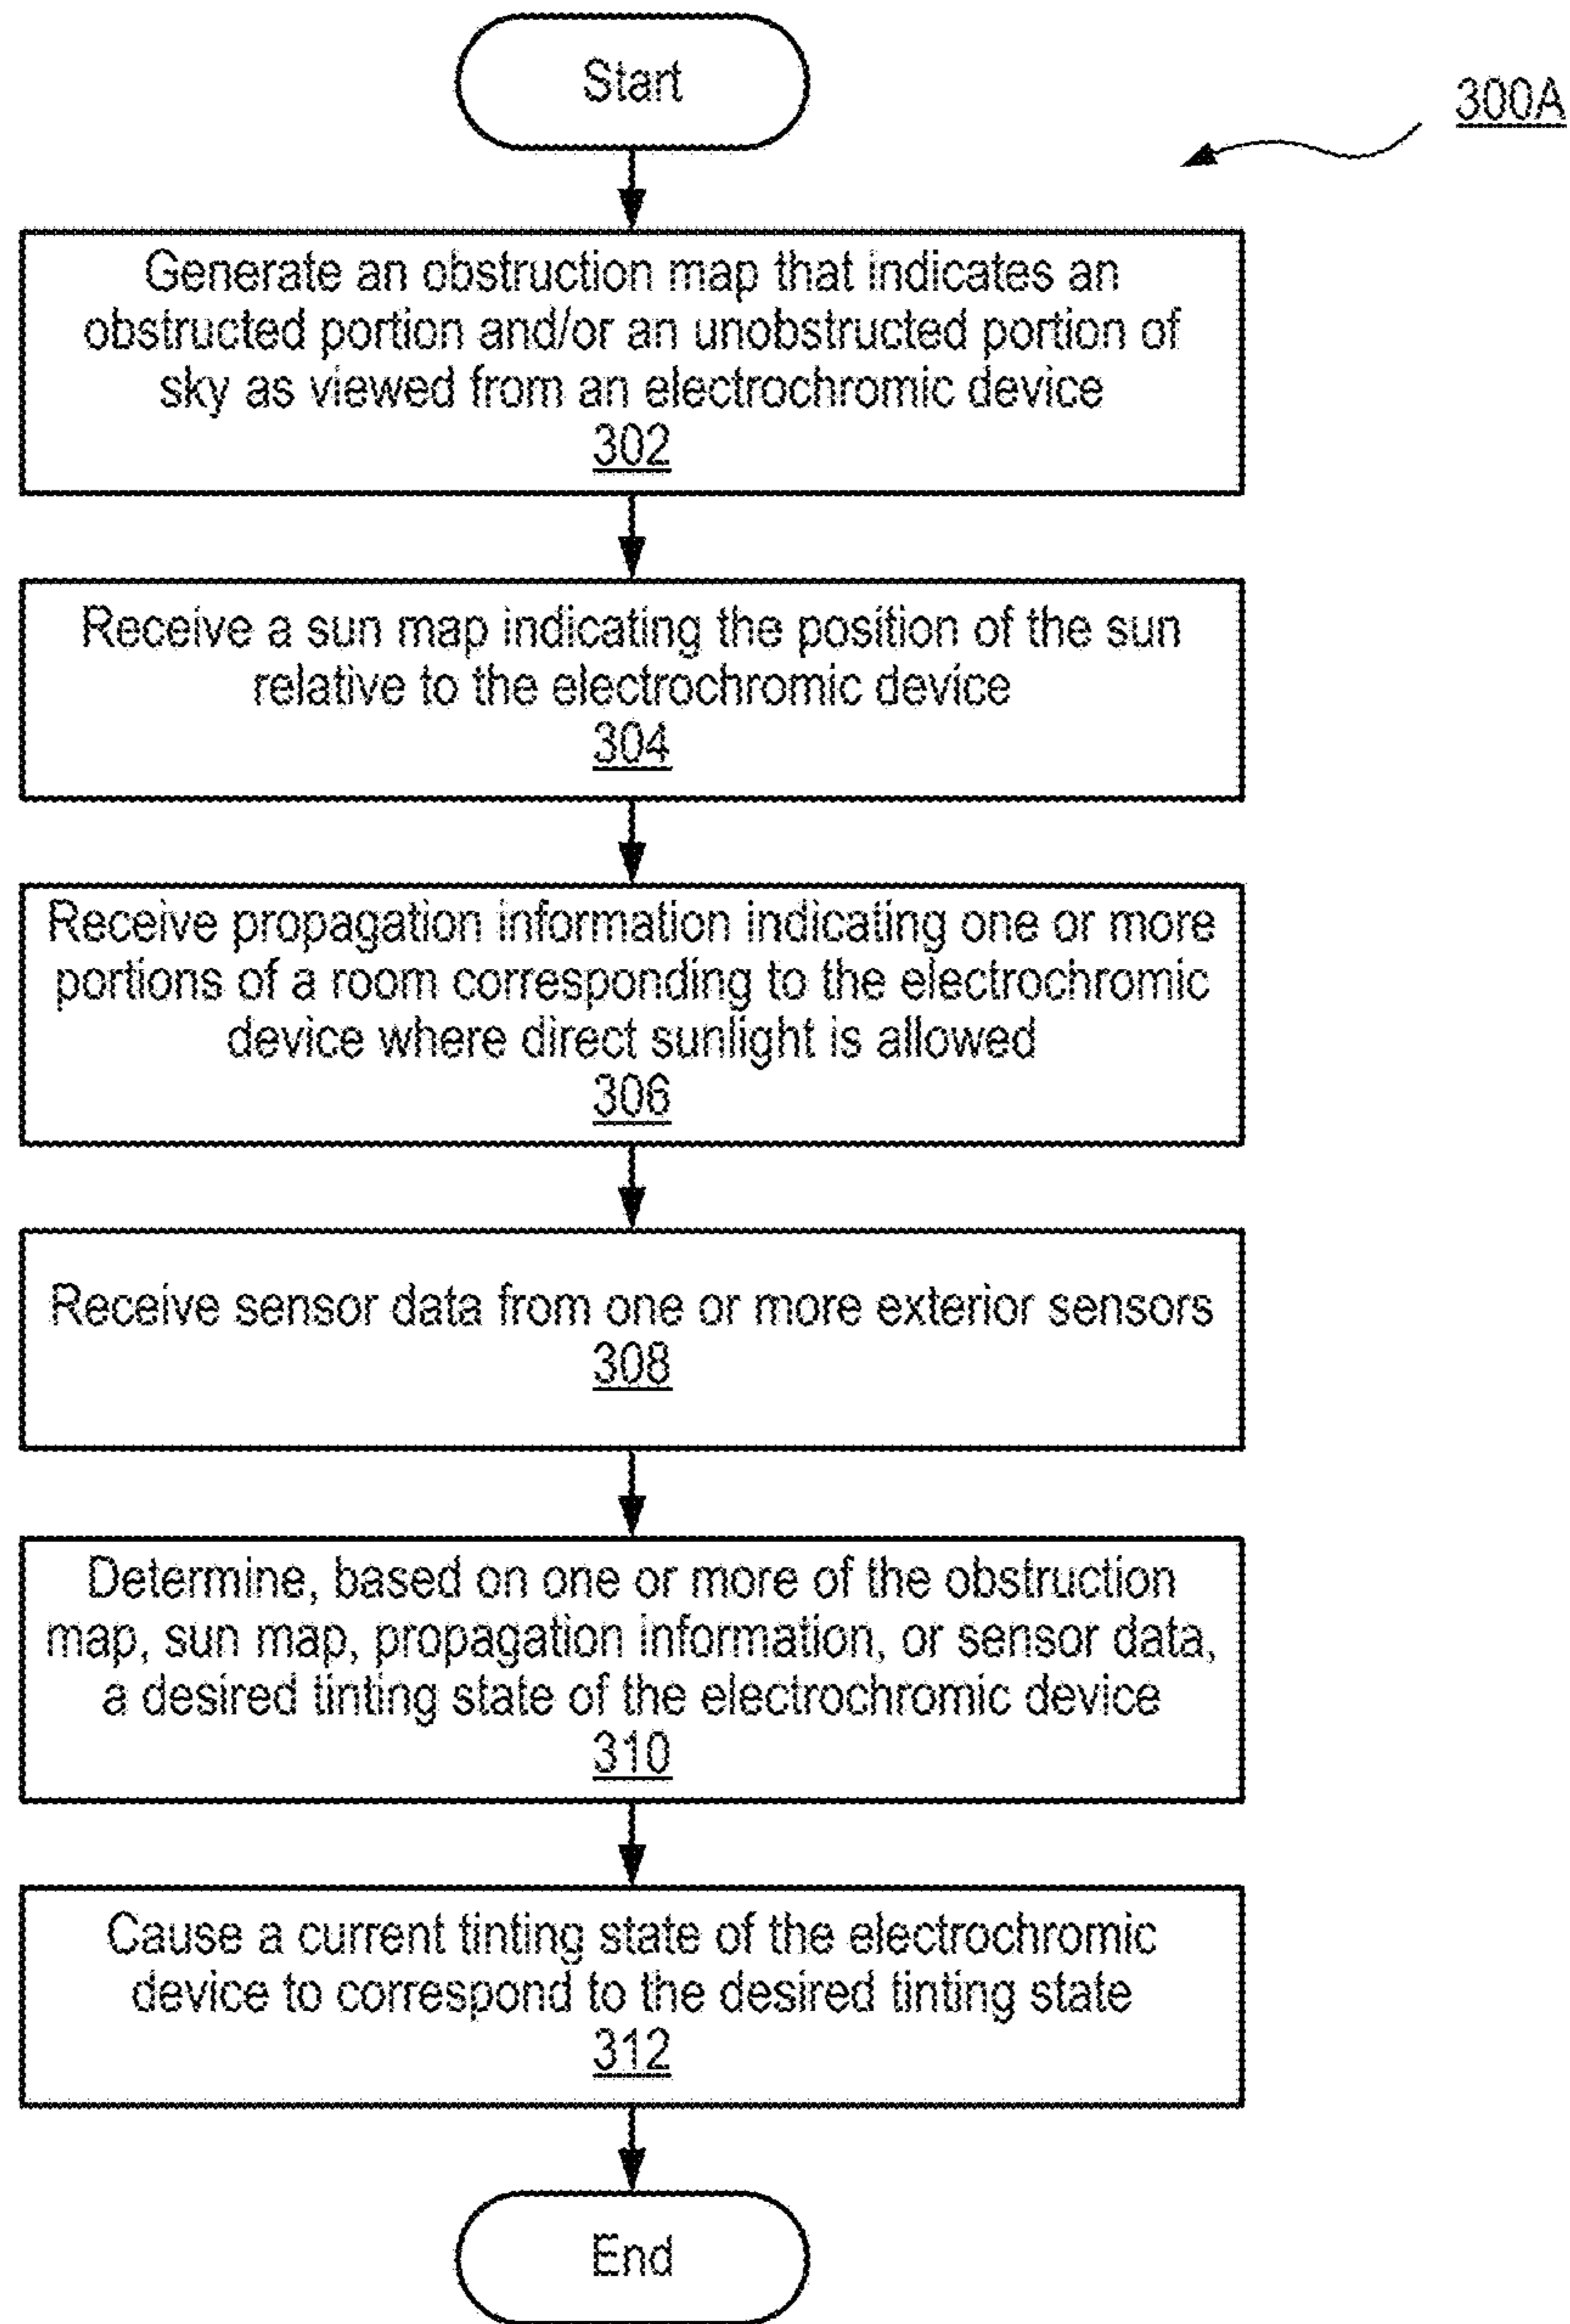 Start
300A
Generate an obstruction map that indicates an
obstructed portion and/or an unobstructed portion of
sky as viewed from an electrochromic device
302
Receive a sun map indicating the position of the sun
relative to the electrochromic device
304
Receive propagation information indicating one or more
portions of a room corresponding to the electrochromic
device where direct sunlight is allowed
306
Receive sensor data from one or more exterior sensors
308
Determine, based on one or more of the obstruction
map, sun map, propagation information, or sensor data,
a desired tinting state of the electrochromic device
310
Cause a current tinting state of the electrochromic
device to correspond to the desired tinting state
312
End